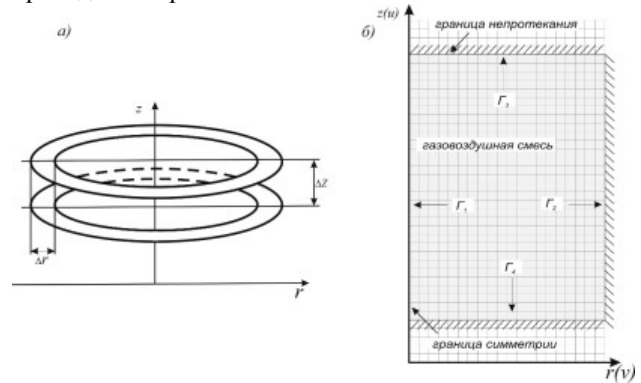 а)
z
ΔZ
Δr
r
б)
z(u)
граница непротекания
Г₃
газовоздушная смесь
Г₁
Г₂
Г₄
граница симметрии
r(v)